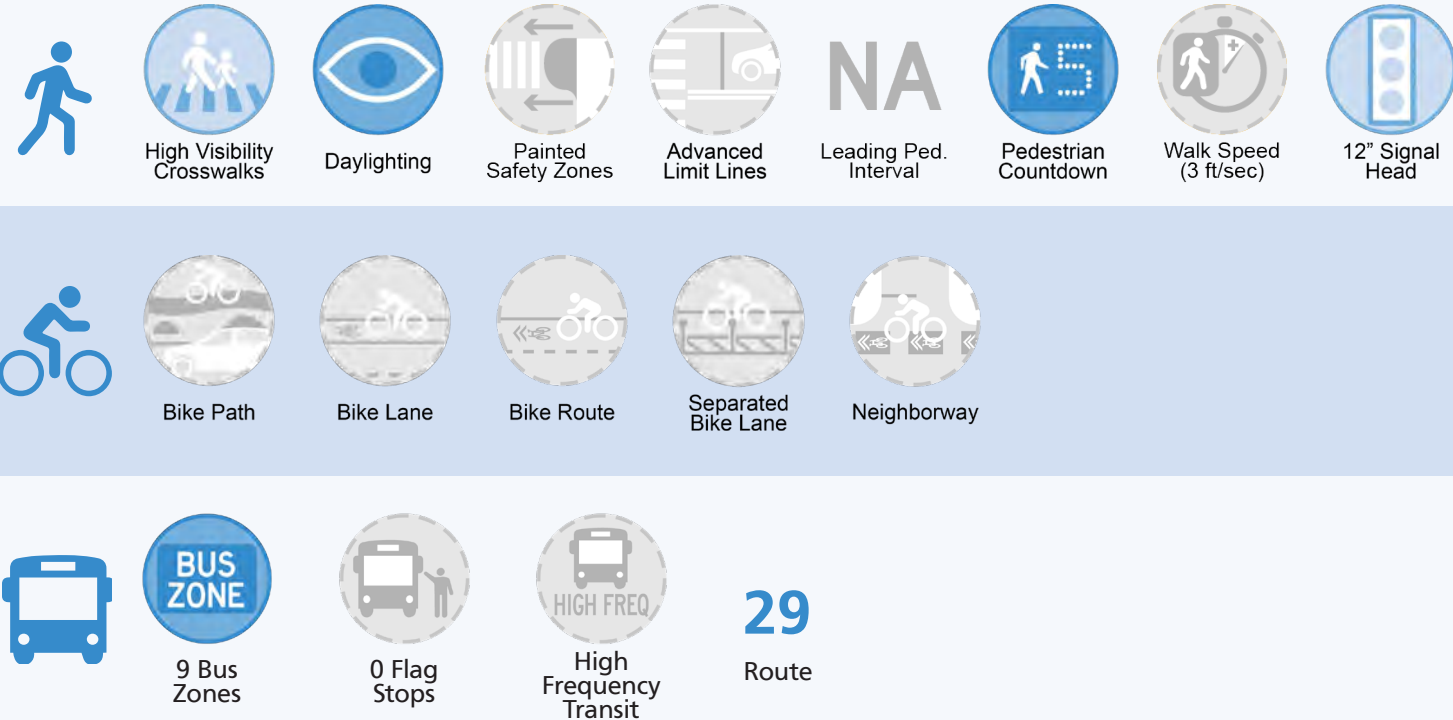 NA
5
High Visibility
Crosswalks
Daylighting
Painted
Safety Zones
Advanced
Limit Lines
Leading Ped.
Interval
Pedestrian
Countdown
Walk Speed
(3 ft/sec)
12” Signal
Head
Bike Path
Bike Lane
Bike Route
Separated
Bike Lane
Neighborway
BUS
ZONE
9 Bus
Zones
0 Flag
Stops
HIGH FREQ
High
Frequency
Transit
29
Route